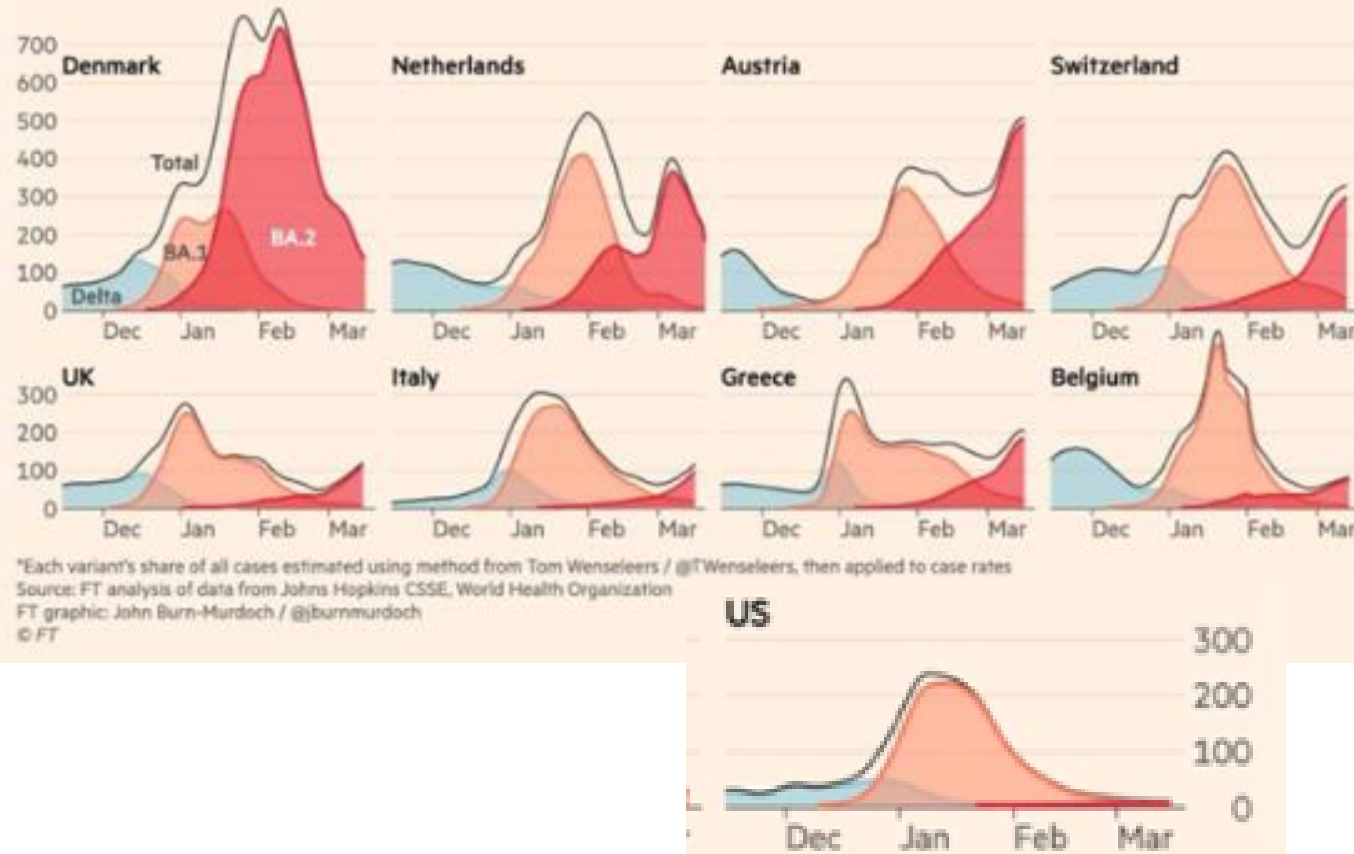 700
Denmark Netherlands Austria Switzerland
600
500
Total
400
300
BA.1 BA.2
200
100
Delta
0
Dec Jan Feb Mar Dec Jan Feb Mar Dec Jan Feb Mar Dec Jan Feb Mar
UK Italy Greece Belgium
300
200
100
0
Dec Jan Feb Mar Dec Jan Feb Mar Dec Jan Feb Mar Dec Jan Feb Mar
*Each variant's share of all cases estimated using method from Tom Wenseleers / @TWenseleers, then applied to case rates
Source: FT analysis of data from Johns Hopkins CSSE, World Health Organization
FT graphic: John Burn-Murdoch / @jburnmurdoch
© FT
US
300
200
100
0
Dec Jan Feb Mar